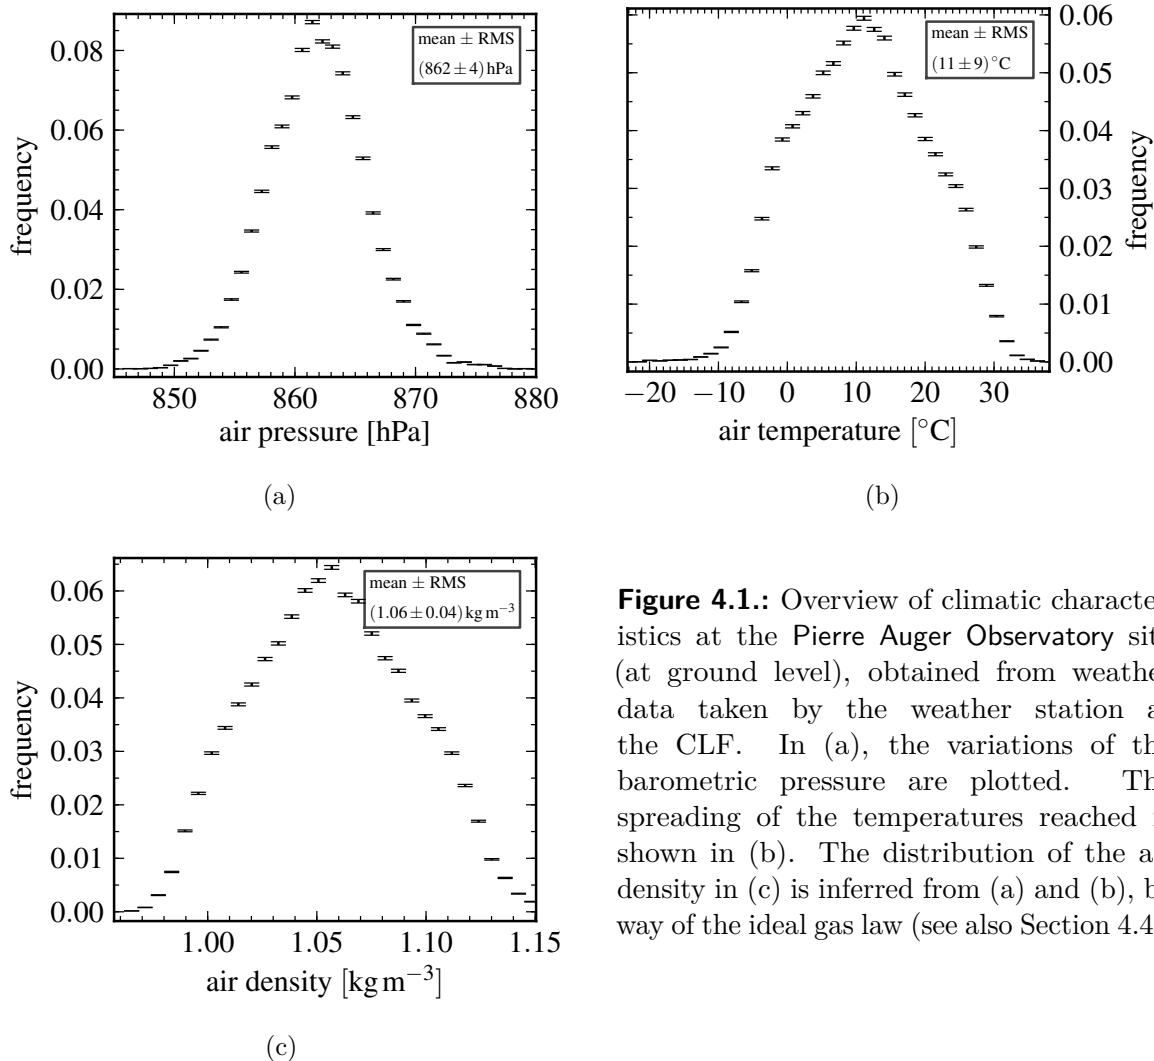 mean ± RMS
(862 ± 4) hPa
0.08
0.06
0.04
0.02
0.00
frequency
850 860 870 880
air pressure [hPa]
(a)
mean ± RMS
(11 ± 9) °C
0.06
0.05
0.04
0.03
0.02
0.01
0.00
frequency
−20 −10 0 10 20 30
air temperature [°C]
(b)
mean ± RMS
(1.06 ± 0.04) kg m⁻³
0.06
0.05
0.04
0.03
0.02
0.01
0.00
frequency
1.00 1.05 1.10 1.15
air density [kg m⁻³]
(c)
Figure 4.1.: Overview of climatic characte
istics at the Pierre Auger Observatory sit
(at ground level), obtained from weathe
data taken by the weather station a
the CLF. In (a), the variations of th
barometric pressure are plotted. Th
spreading of the temperatures reached
shown in (b). The distribution of the a
density in (c) is inferred from (a) and (b), b
way of the ideal gas law (see also Section 4.4